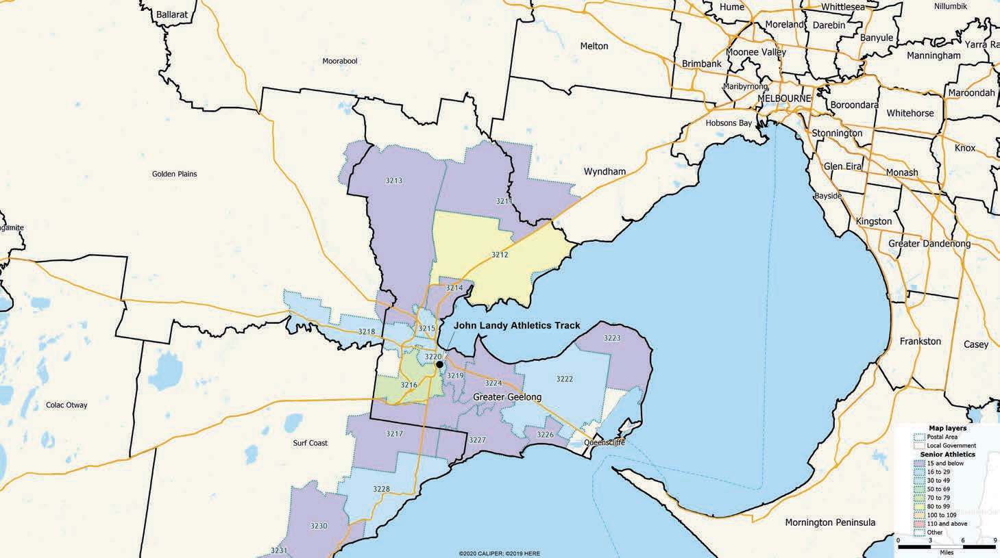 Hume
Whittlesea
Nillumbik
Ballarat
Moreland
Darebin
Banyule
Yarra Ra
Melton
Moonee Valley
Manningham
Moorabool
Brimbank
Maribyrnong
Maroondah
MELBOURNE
Boroondara
Whitehorse
Hobsons Bay
Stonnington
Knox
Glen Eira
Monash
Wyndham
Golden Plains
3213
Bayside
3211
Kingston
ngamite
Greater Dandenong
3212
3214
John Landy Athletics Track
3215
3218
3223
Frankston
Casey
3220
3219
3222
3224
3216
Greater Geelong
Colac Otway
3217
3226
3227
Surf Coast
Queenscliffe
3228
3230
3231
Mornington Peninsula
Map layers
Postal Area
Local Government
Senior Athletics
15 and below
16 to 29
30 to 49
50 to 69
70 to 79
80 to 99
100 to 109
110 and above
Other
0 3 6 9
Miles
©2020 CALIPER; ©2019 HERE